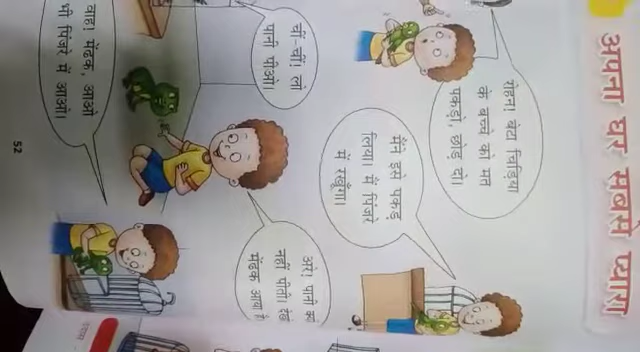 अपना घर सबसे प्यारा
रोहन! बेटा चिड़िया
के बच्चे को मत
पकड़ो, छोड़ दो।
मैंने इसे पकड़
लिया। मैं पिंजरे
में रखूँगा।
चीं-चीं! लो
पानी पीओ।
अरे! पानी क्यों
नहीं पीती। देखो
मेंढक आया है
वाह! मेंढक, आओ
भी पिंजरे में आओ।
52